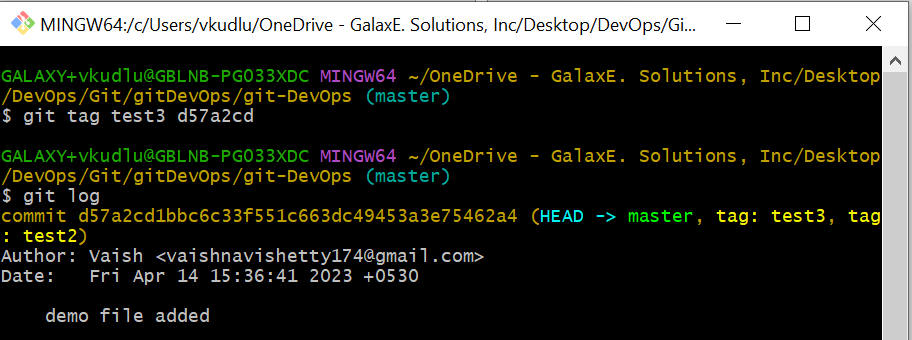 MINGW64:/c/Users/vkudlu/OneDrive - GalaxE. Solutions, Inc/Desktop/DevOps/Gi...
GALAXY+vkudlu@GBLNB-PG033XDC MINGW64 ~/OneDrive - GalaxE. Solutions, Inc/Desktop
/DevOps/Git/gitDevOps/git-DevOps (master)
$ git tag test3 d57a2cd
GALAXY+vkudlu@GBLNB-PG033XDC MINGW64 ~/OneDrive - GalaxE. Solutions, Inc/Desktop
/DevOps/Git/gitDevOps/git-DevOps (master)
$ git log
commit d57a2cd1bbc6c33f551c663dc49453a3e75462a4 (HEAD -> master, tag: test3, tag
: test2)
Author: Vaish <vaishnavishetty174@gmail.com>
Date:   Fri Apr 14 15:36:41 2023 +0530
    demo file added